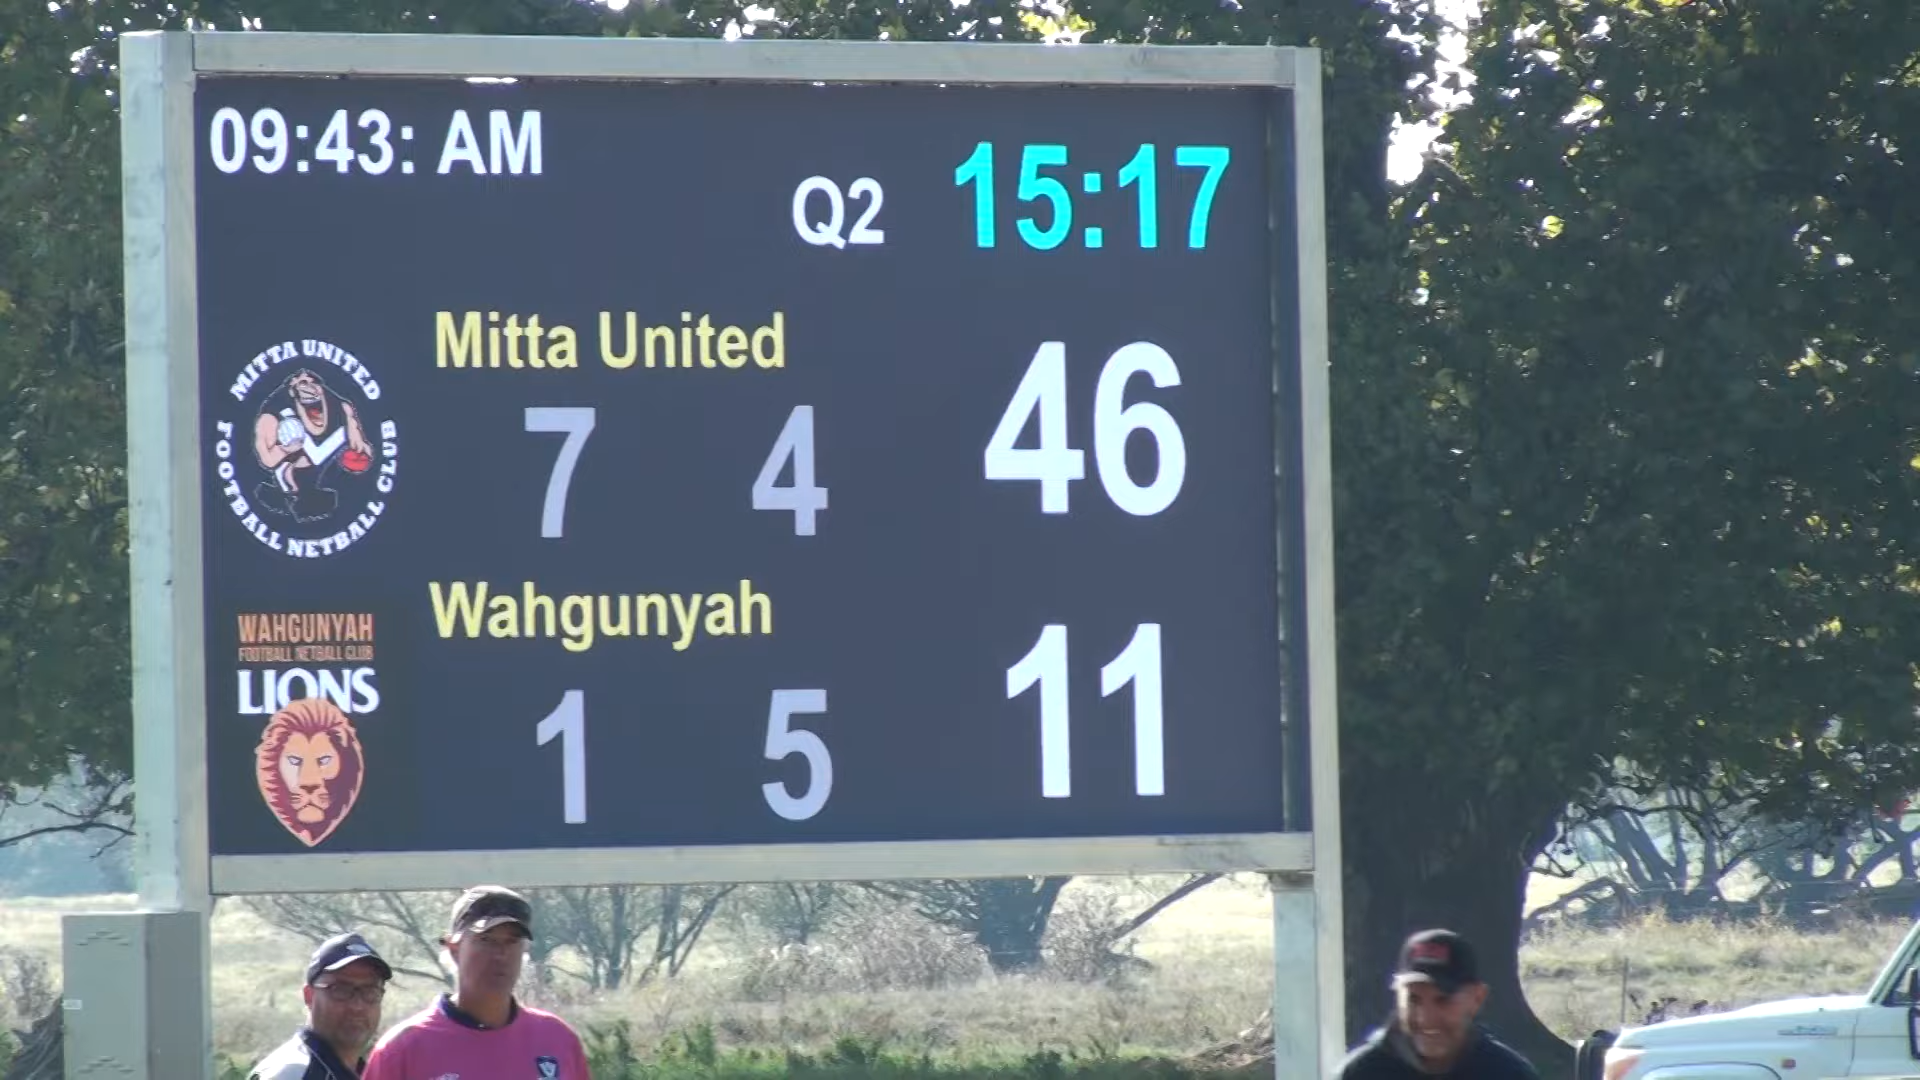 09:43: AM
Q2 15:17
Mitta United
7 4 46
MITTA UNITED
FOOTBALL NETBALL CLUB
Wahgunyah
1 5 11
WAHGUNYAH
FOOTBALL NETBALL CLUB
LIONS